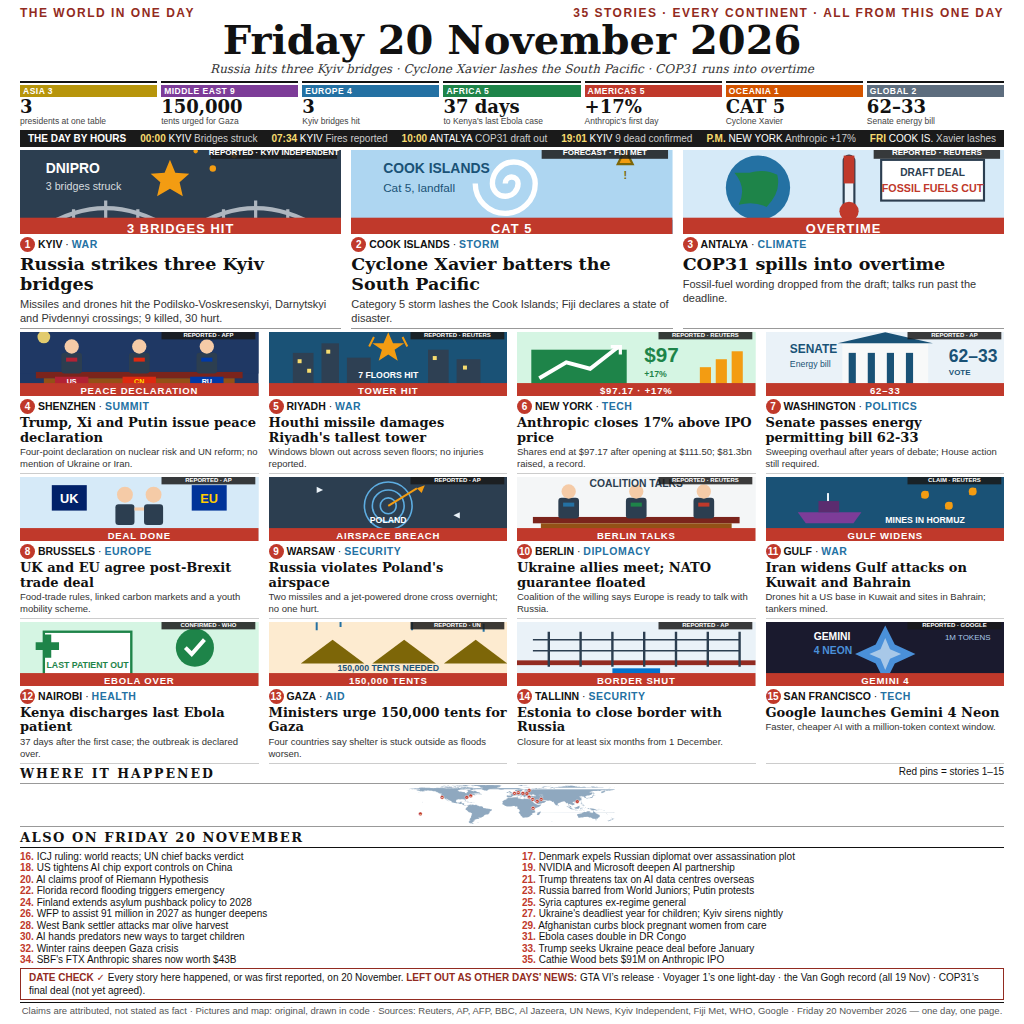 THE WORLD IN ONE DAY
35 STORIES · EVERY CONTINENT · ALL FROM THIS ONE DAY
Friday 20 November 2026
Russia hits three Kyiv bridges · Cyclone Xavier lashes the South Pacific · COP31 runs into overtime
ASIA 3
3
presidents at one table
MIDDLE EAST 9
150,000
tents urged for Gaza
EUROPE 4
3
Kyiv bridges hit
AFRICA 5
37 days
to Kenya's last Ebola case
AMERICAS 5
+17%
Anthropic's first day
OCEANIA 1
CAT 5
Cyclone Xavier
GLOBAL 2
62–33
Senate energy bill
THE DAY BY HOURS 00:00 KYIV Bridges struck 07:34 KYIV Fires reported 10:00 ANTALYA COP31 draft out 19:01 KYIV 9 dead confirmed P.M. NEW YORK Anthropic +17% FRI COOK IS. Xavier lashes
REPORTED · KYIV INDEPENDENT
DNIPRO
3 bridges struck
3 BRIDGES HIT
1 KYIV · WAR
Russia strikes three Kyiv
bridges
Missiles and drones hit the Podilsko-Voskresenskyi, Darnytskyi
and Pivdennyi crossings; 9 killed, 30 hurt.
FORECAST · FIJI MET
COOK ISLANDS
Cat 5, landfall
!
CAT 5
2 COOK ISLANDS · STORM
Cyclone Xavier batters the
South Pacific
Category 5 storm lashes the Cook Islands; Fiji declares a state of
disaster.
REPORTED · REUTERS
DRAFT DEAL
FOSSIL FUELS CUT
OVERTIME
3 ANTALYA · CLIMATE
COP31 spills into overtime
Fossil-fuel wording dropped from the draft; talks run past the
deadline.
REPORTED · AFP
US
CN
RU
PEACE DECLARATION
4 SHENZHEN · SUMMIT
Trump, Xi and Putin issue peace
declaration
Four-point declaration on nuclear risk and UN reform; no
mention of Ukraine or Iran.
REPORTED · REUTERS
7 FLOORS HIT
TOWER HIT
5 RIYADH · WAR
Houthi missile damages
Riyadh's tallest tower
Windows blown out across seven floors; no injuries
reported.
REPORTED · REUTERS
$97
+17%
$97.17 · +17%
6 NEW YORK · TECH
Anthropic closes 17% above IPO
price
Shares end at $97.17 after opening at $111.50; $81.3bn
raised, a record.
REPORTED · AP
SENATE
Energy bill
62–33
VOTE
62–33
7 WASHINGTON · POLITICS
Senate passes energy
permitting bill 62-33
Sweeping overhaul after years of debate; House action
still required.
REPORTED · AP
UK
EU
DEAL DONE
8 BRUSSELS · EUROPE
UK and EU agree post-Brexit
trade deal
Food-trade rules, linked carbon markets and a youth
mobility scheme.
REPORTED · AP
POLAND
AIRSPACE BREACH
9 WARSAW · SECURITY
Russia violates Poland's
airspace
Two missiles and a jet-powered drone cross overnight;
no one hurt.
COALITION TALKS
REPORTED · REUTERS
BERLIN TALKS
10 BERLIN · DIPLOMACY
Ukraine allies meet; NATO
guarantee floated
Coalition of the willing says Europe is ready to talk with
Russia.
CLAIM · REUTERS
MINES IN HORMUZ
GULF WIDENS
11 GULF · WAR
Iran widens Gulf attacks on
Kuwait and Bahrain
Drones hit a US base in Kuwait and sites in Bahrain;
tankers mined.
CONFIRMED · WHO
LAST PATIENT OUT
EBOLA OVER
12 NAIROBI · HEALTH
Kenya discharges last Ebola
patient
37 days after the first case; the outbreak is declared
over.
REPORTED · UN
150,000 TENTS NEEDED
150,000 TENTS
13 GAZA · AID
Ministers urge 150,000 tents for
Gaza
Four countries say shelter is stuck outside as floods
worsen.
REPORTED · AP
BORDER SHUT
14 TALLINN · SECURITY
Estonia to close border with
Russia
Closure for at least six months from 1 December.
REPORTED · GOOGLE
GEMINI
4 NEON
1M TOKENS
GEMINI 4
15 SAN FRANCISCO · TECH
Google launches Gemini 4 Neon
Faster, cheaper AI with a million-token context window.
WHERE IT HAPPENED
Red pins = stories 1–15
ALSO ON FRIDAY 20 NOVEMBER
16. ICJ ruling: world reacts; UN chief backs verdict
17. Denmark expels Russian diplomat over assassination plot
18. US tightens AI chip export controls on China
19. NVIDIA and Microsoft deepen AI partnership
20. AI claims proof of Riemann Hypothesis
21. Trump threatens tax on AI data centres overseas
22. Florida record flooding triggers emergency
23. Russia barred from World Juniors; Putin protests
24. Finland extends asylum pushback policy to 2028
25. Syria captures ex-regime general
26. WFP to assist 91 million in 2027 as hunger deepens
27. Ukraine's deadliest year for children; Kyiv sirens nightly
28. West Bank settler attacks mar olive harvest
29. Afghanistan curbs block pregnant women from care
30. AI hands predators new ways to target children
31. Ebola cases double in DR Congo
32. Winter rains deepen Gaza crisis
33. Trump seeks Ukraine peace deal before January
34. SBF's FTX Anthropic shares now worth $43B
35. Cathie Wood bets $91M on Anthropic IPO
DATE CHECK ✓ Every story here happened, or was first reported, on 20 November. LEFT OUT AS OTHER DAYS' NEWS: GTA VI's release · Voyager 1's one light-day · the Van Gogh record (all 19 Nov) · COP31's
final deal (not yet agreed).
Claims are attributed, not stated as fact · Pictures and map: original, drawn in code · Sources: Reuters, AP, AFP, BBC, Al Jazeera, UN News, Kyiv Independent, Fiji Met, WHO, Google · Friday 20 November 2026 — one day, one page.